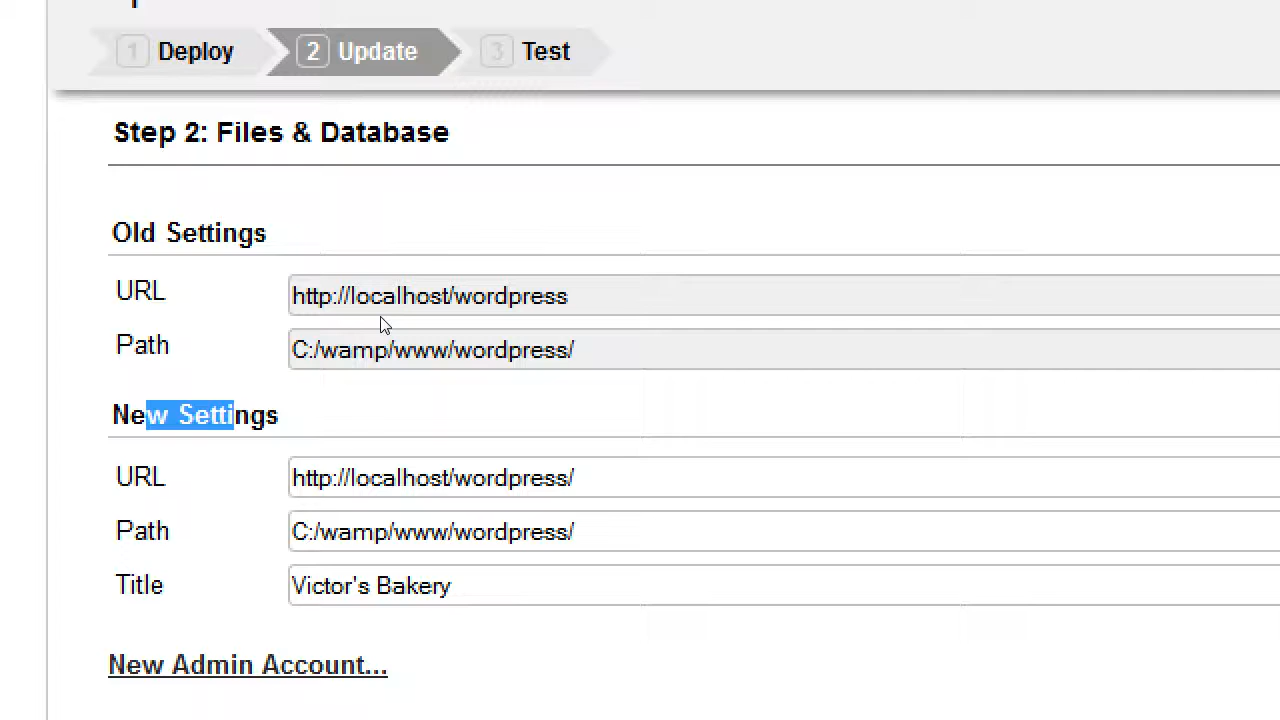 1 Deploy 2 Update 3 Test
Step 2: Files & Database
Old Settings
URL http://localhost/wordpress
Path C:/wamp/www/wordpress/
New Settings
URL http://localhost/wordpress/
Path C:/wamp/www/wordpress/
Title Victor's Bakery
New Admin Account...